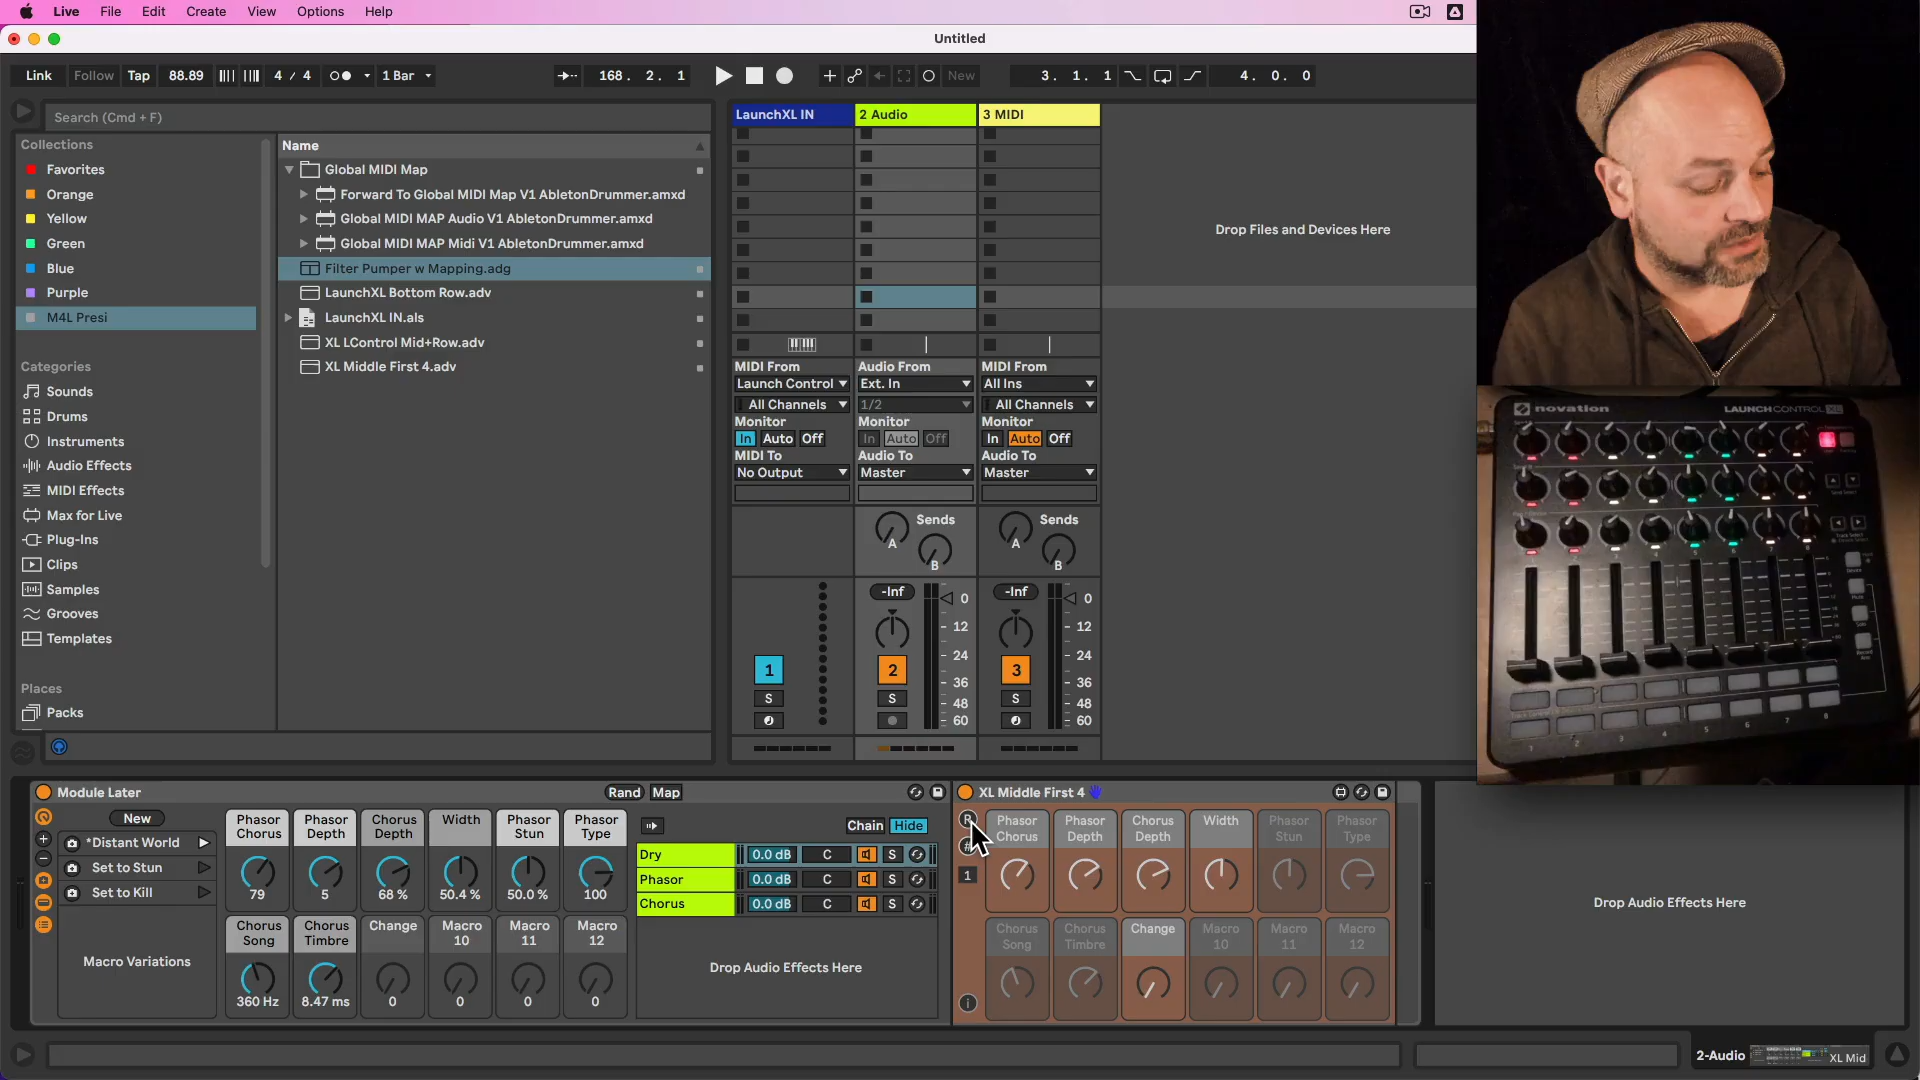 Live File Edit Create View Options Help
Untitled
Link Follow Tap 88.89 4 / 4 1 Bar 168. 2. 1 New 3. 1. 1 4. 0. 0
Search (Cmd + F)
Collections
Favorites
Orange
Yellow
Green
Blue
Purple
M4L Presi
Categories
Sounds
Drums
Instruments
Audio Effects
MIDI Effects
Max for Live
Plug-Ins
Clips
Samples
Grooves
Templates
Places
Packs
Name
Global MIDI Map
Forward To Global MIDI Map V1 AbletonDrummer.amxd
Global MIDI MAP Audio V1 AbletonDrummer.amxd
Global MIDI MAP Midi V1 AbletonDrummer.amxd
Filter Pumper w Mapping.adg
LaunchXL Bottom Row.adv
LaunchXL IN.als
XL LControl Mid+Row.adv
XL Middle First 4.adv
LaunchXL IN 2 Audio 3 MIDI
Drop Files and Devices Here
MIDI From Audio From MIDI From
Launch Control Ext. In All Ins
All Channels 1/2 All Channels
Monitor Monitor Monitor
In Auto Off In Auto Off In Auto Off
MIDI To Audio To Audio To
No Output Master Master
Sends Sends
A B A B
-Inf -Inf
0 0
12 12
24 24
1 2 3
36 36
S S S
48 48
60 60
novation LAUNCHCONTROL XL
Module Later Rand Map
New
*Distant World
Set to Stun
Set to Kill
Macro Variations
Phasor Chorus
Phasor Depth
Chorus Depth
Width
Phasor Stun
Phasor Type
79 5 68 % 50.4 % 50.0 % 100
Chorus Song
Chorus Timbre
Change
Macro 10
Macro 11
Macro 12
360 Hz 8.47 ms 0 0 0 0
Chain Hide
Dry 0.0 dB C S
Phasor 0.0 dB C S
Chorus 0.0 dB C S
Drop Audio Effects Here
XL Middle First 4
R
#
1
i
Phasor Chorus
Phasor Depth
Chorus Depth
Width
Phasor Stun
Phasor Type
Chorus Song
Chorus Timbre
Change
Macro 10
Macro 11
Macro 12
Drop Audio Effects Here
2-Audio XL Mid